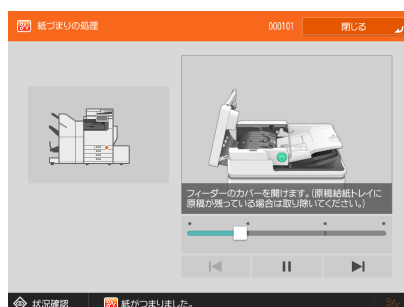 紙づまりの処理
000101
閉じる
フィーダーのカバーを開けます。(原稿給紙トレイに
原稿が残っている場合は取り除いてください。)
状況確認
紙がつまりました。